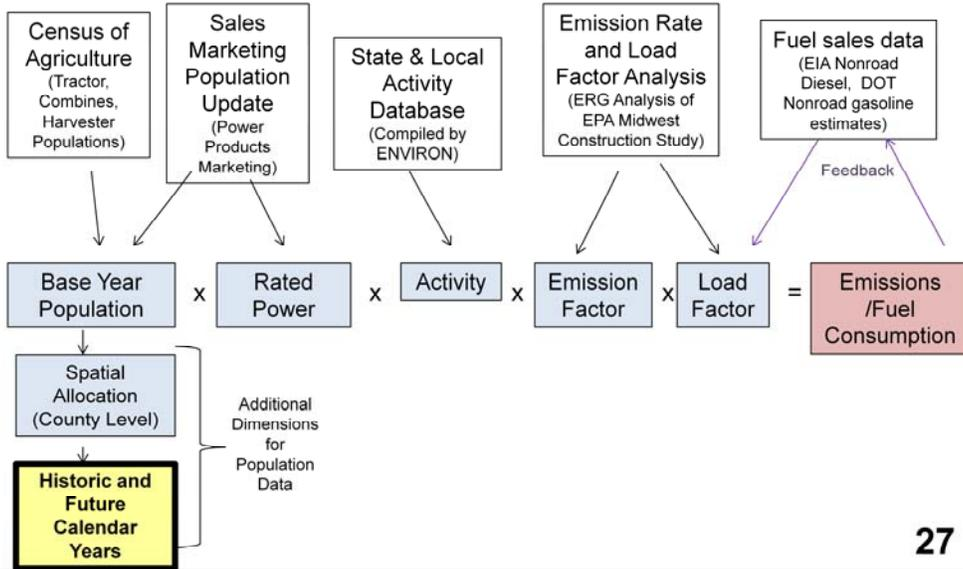 Census of
Agriculture
(Tractor,
Combines,
Harvester
Populations)
Sales
Marketing
Population
Update
(Power
Products
Marketing)
State & Local
Activity
Database
(Compiled by
ENVIRON)
Emission Rate
and Load
Factor Analysis
(ERG Analysis of
EPA Midwest
Construction Study)
Fuel sales data
(EIA Nonroad
Diesel, DOT
Nonroad gasoline
estimates)
Feedback
Base Year
Population
x
Rated
Power
x
Activity
x
Emission
Factor
x
Load
Factor
=
Emissions
/Fuel
Consumption
Spatial
Allocation
(County Level)
Historic and
Future
Calendar
Years
Additional
Dimensions
for
Population
Data
27